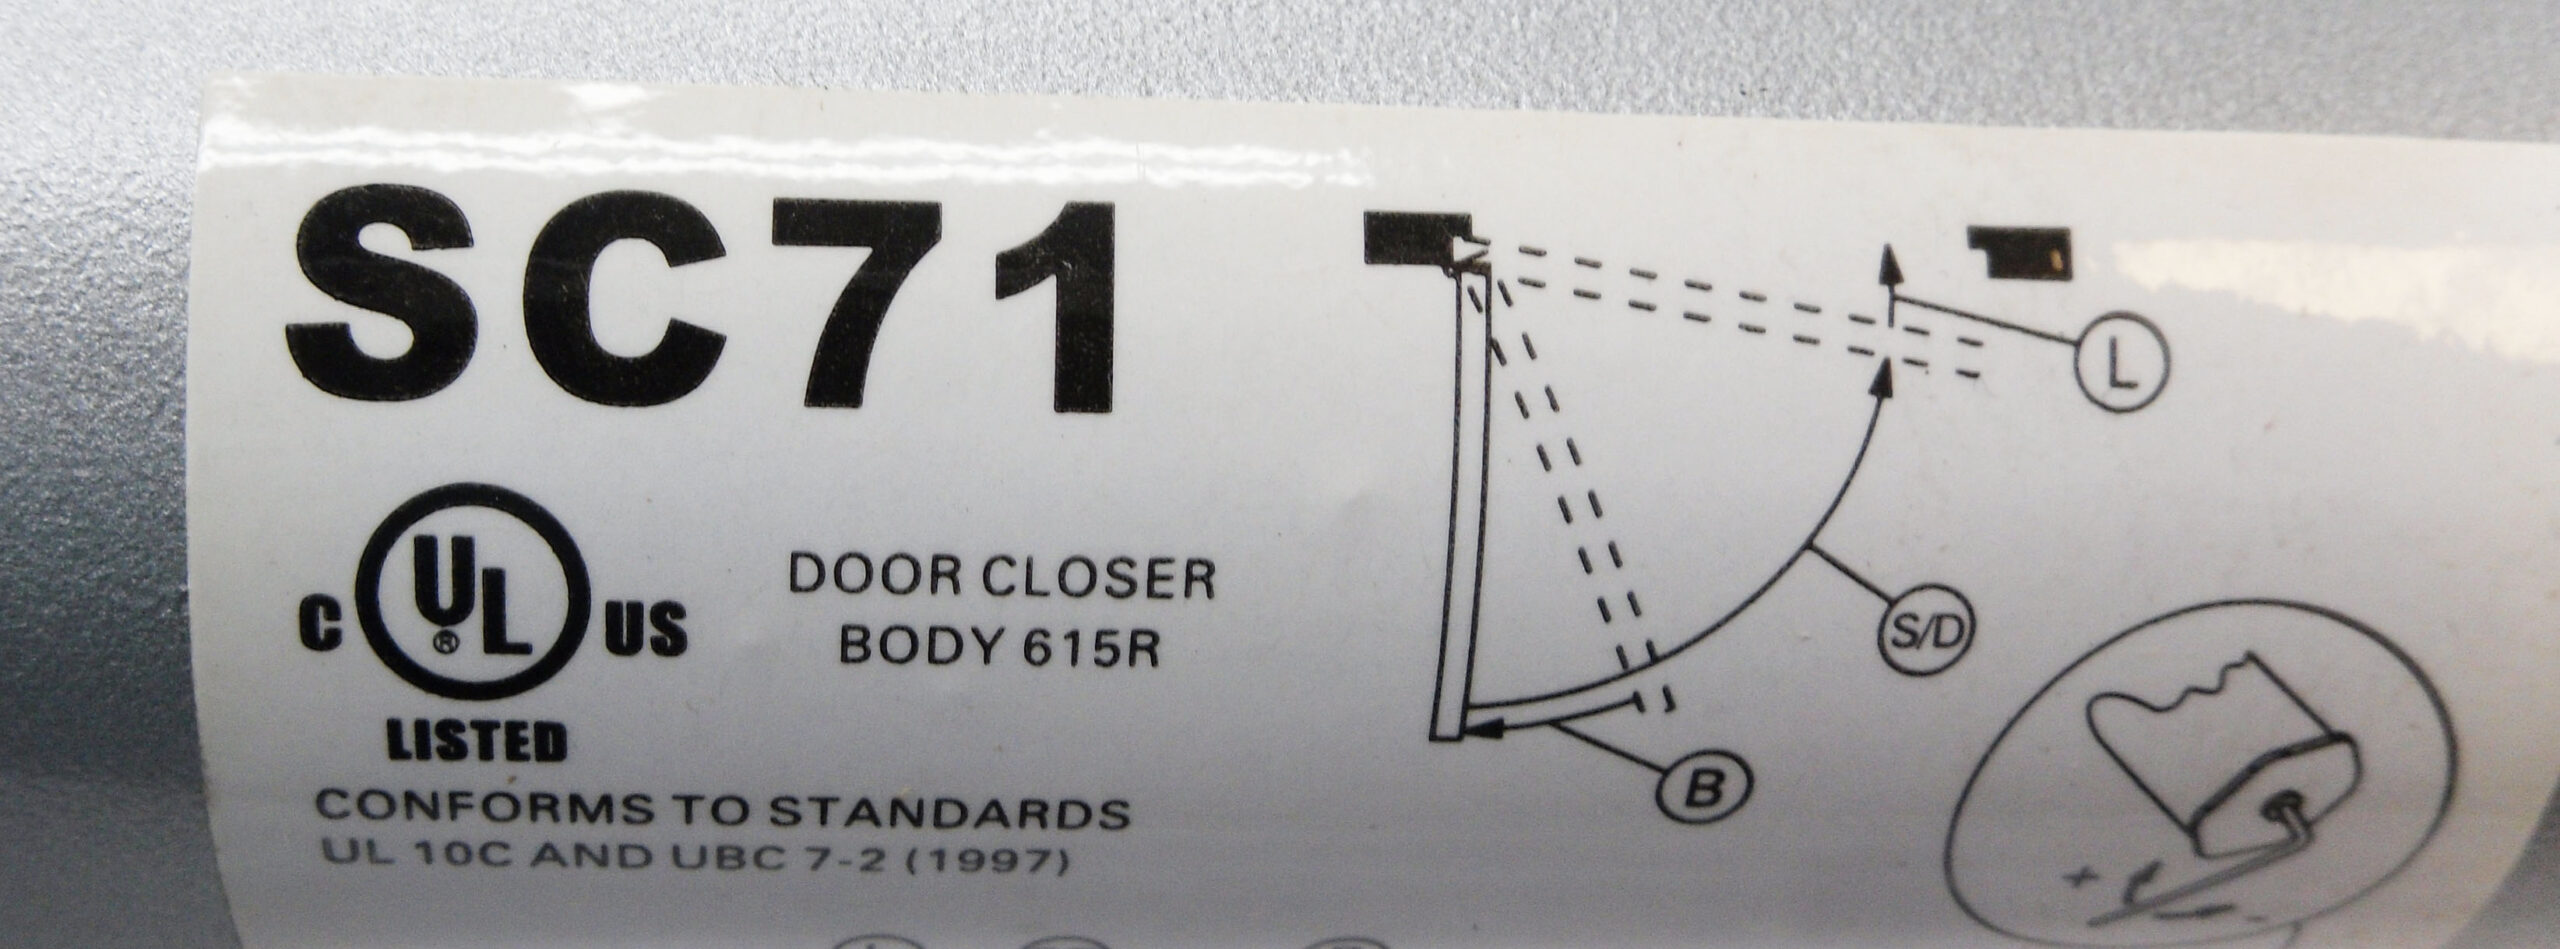 SC71
C UL® US
LISTED
DOOR CLOSER
BODY 615R
CONFORMS TO STANDARDS
UL 10C AND UBC 7-2 (1997)
L
S/D
B
+ -